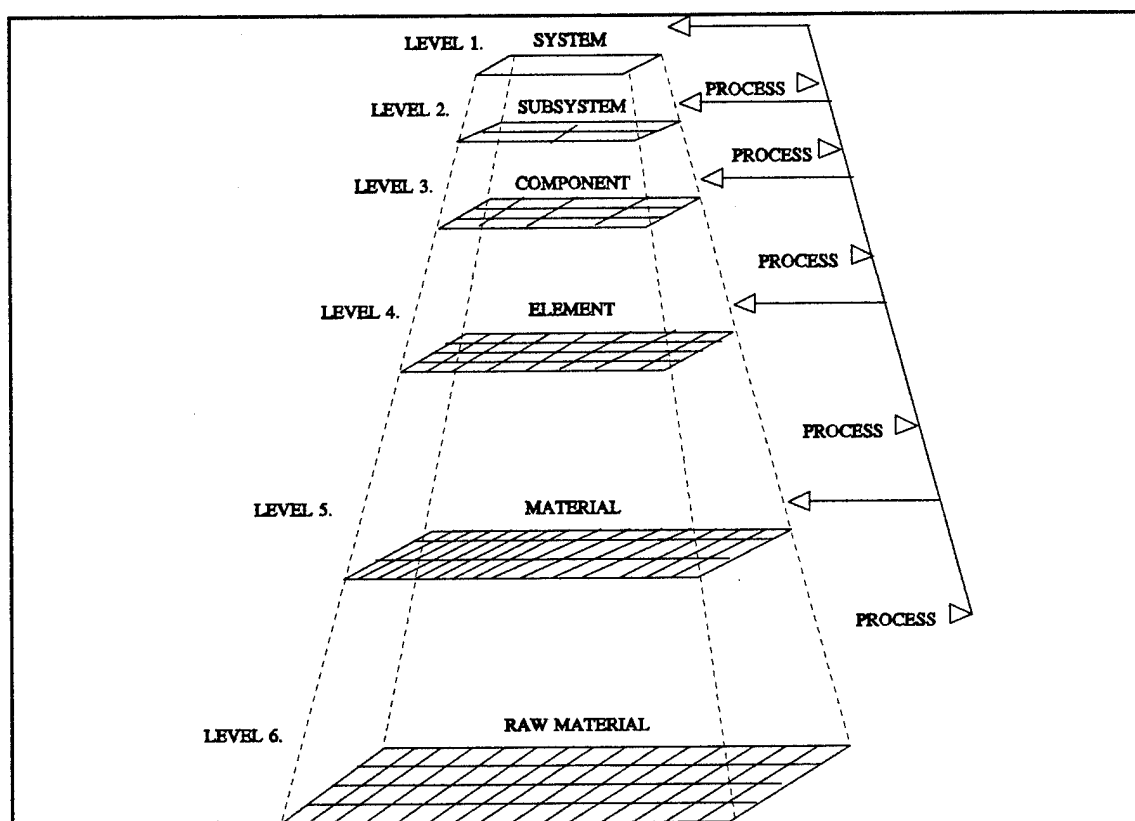 LEVEL 1. SYSTEM
PROCESS
LEVEL 2. SUBSYSTEM
PROCESS
LEVEL 3. COMPONENT
PROCESS
LEVEL 4. ELEMENT
PROCESS
LEVEL 5. MATERIAL
PROCESS
LEVEL 6. RAW MATERIAL